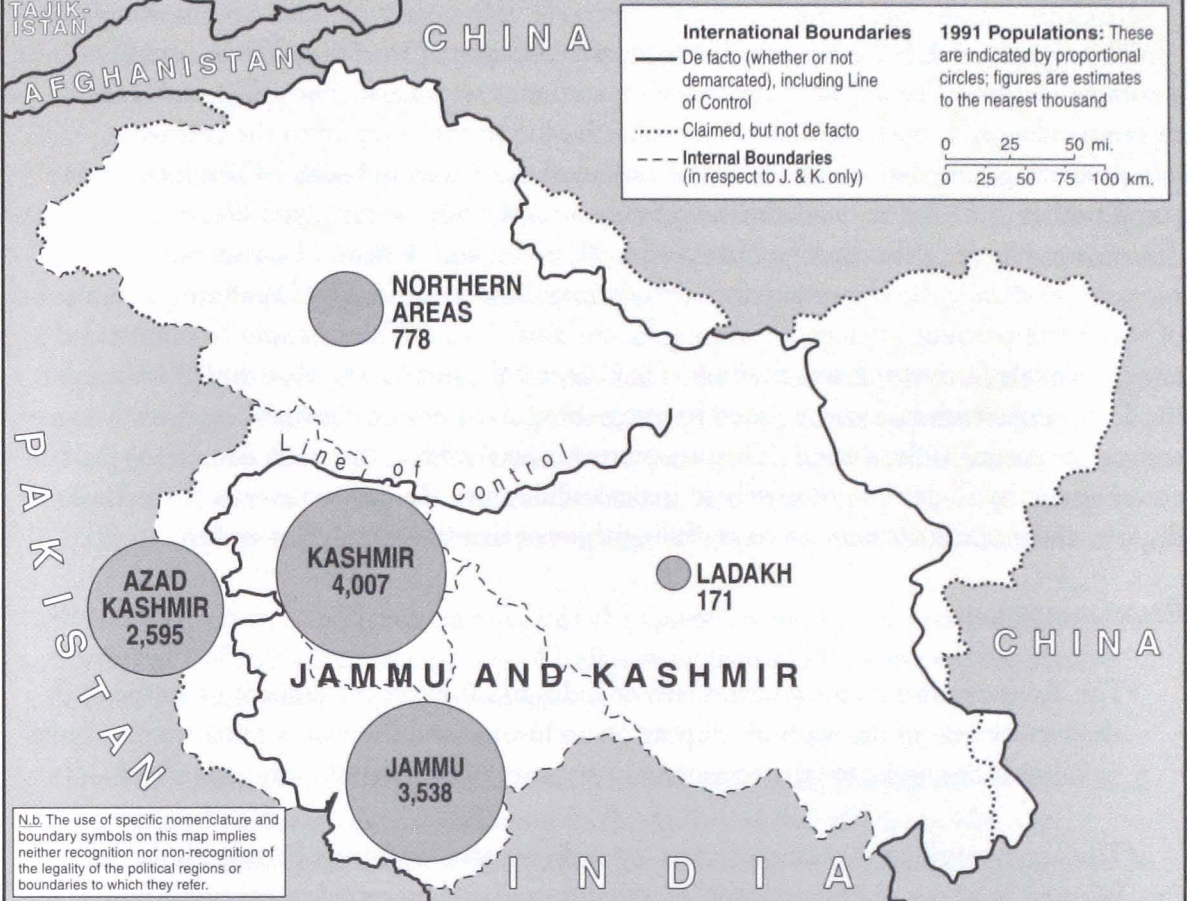 TAJIK-
ISTAN
AFGHANISTAN
CHINA
International Boundaries
De facto (whether or not
demarcated), including Line
of Control
Claimed, but not de facto
Internal Boundaries
(in respect to J. & K. only)
1991 Populations: These
are indicated by proportional
circles; figures are estimates
to the nearest thousand
0 25 50 mi.
0 25 50 75 100 km.
NORTHERN
AREAS
778
PAKISTAN
Line of Control
KASHMIR
4,007
AZAD
KASHMIR
2,595
LADAKH
171
CHINA
JAMMU AND KASHMIR
JAMMU
3,538
INDIA
N.b. The use of specific nomenclature and
boundary symbols on this map implies
neither recognition nor non-recognition of
the legality of the political regions or
boundaries to which they refer.